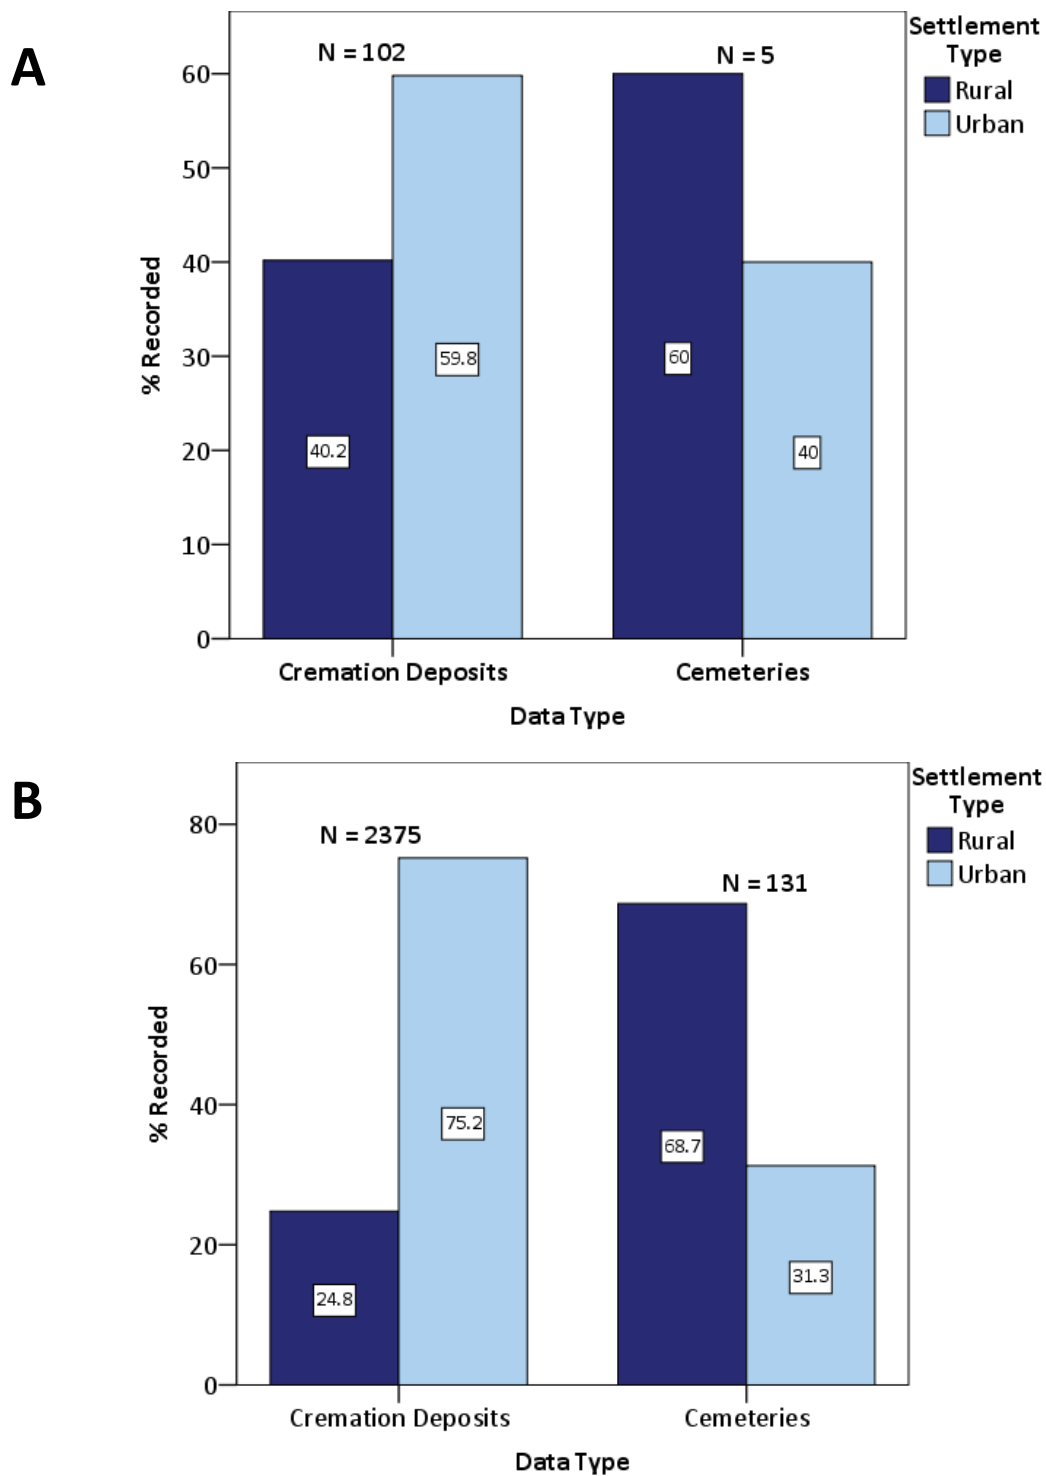 A
N = 102
N = 5
Settlement
Type
Rural
Urban
60
50
40
30
20
10
0
% Recorded
40.2
59.8
60
40
Cremation Deposits
Cemeteries
Data Type
B
N = 2375
N = 131
Settlement
Type
Rural
Urban
80
60
40
20
0
% Recorded
24.8
75.2
68.7
31.3
Cremation Deposits
Cemeteries
Data Type